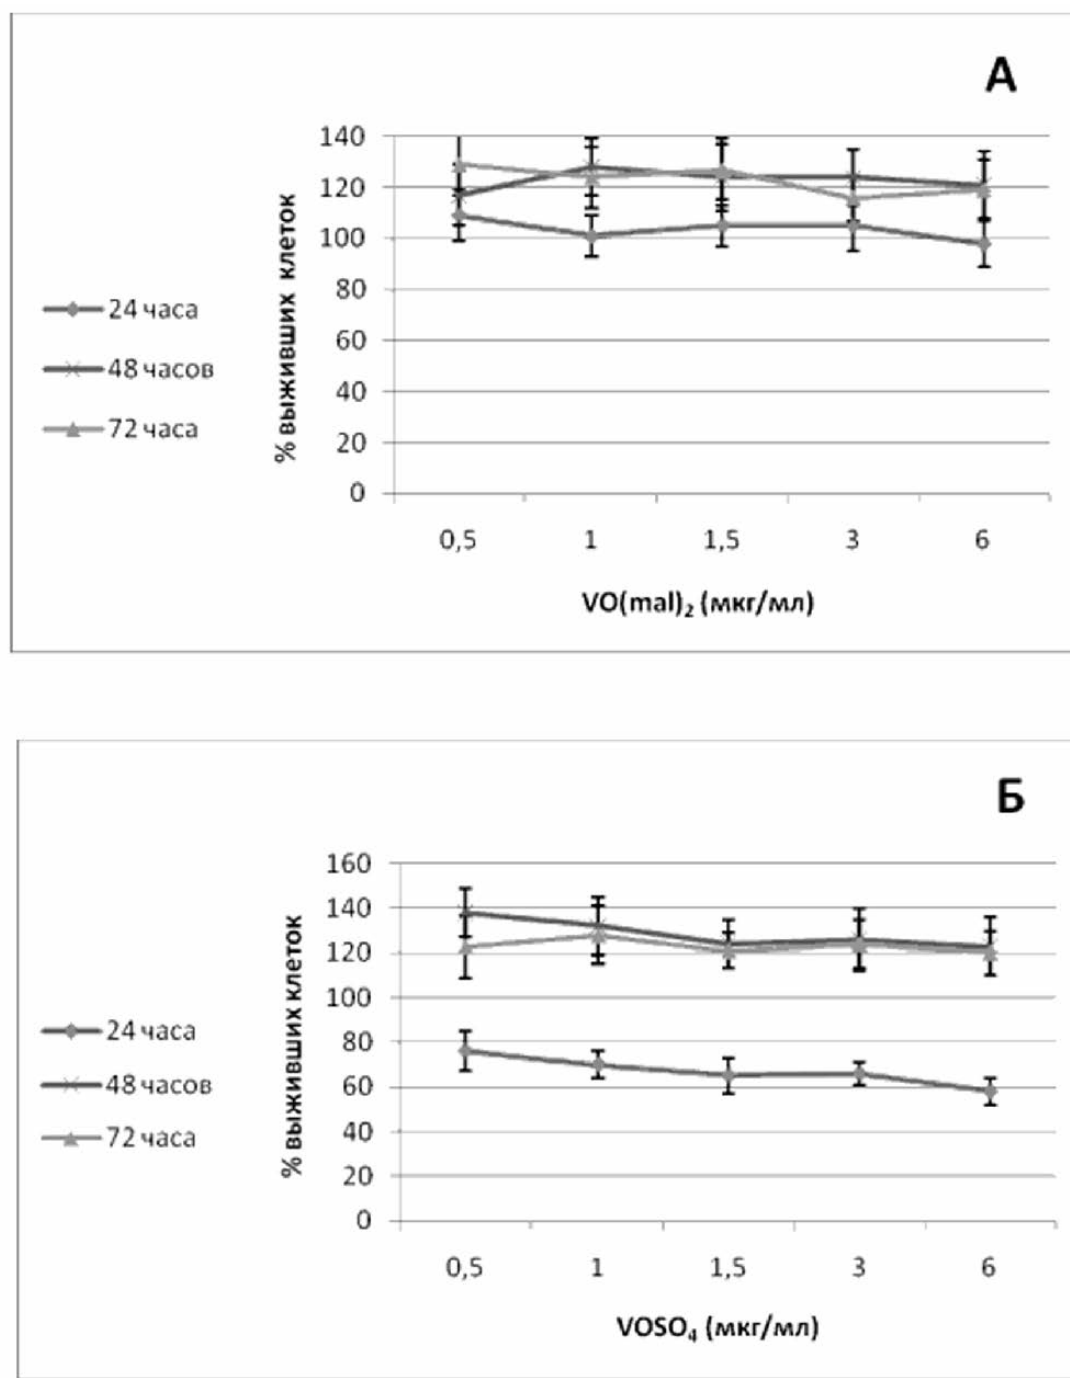 А
140
120
100
80
60
40
20
0
% выживших клеток
24 часа
48 часов
72 часа
0,5 1 1,5 3 6
VO(mal)₂ (мкг/мл)
Б
160
140
120
100
80
60
40
20
0
% выживших клеток
24 часа
48 часов
72 часа
0,5 1 1,5 3 6
VOSO₄ (мкг/мл)